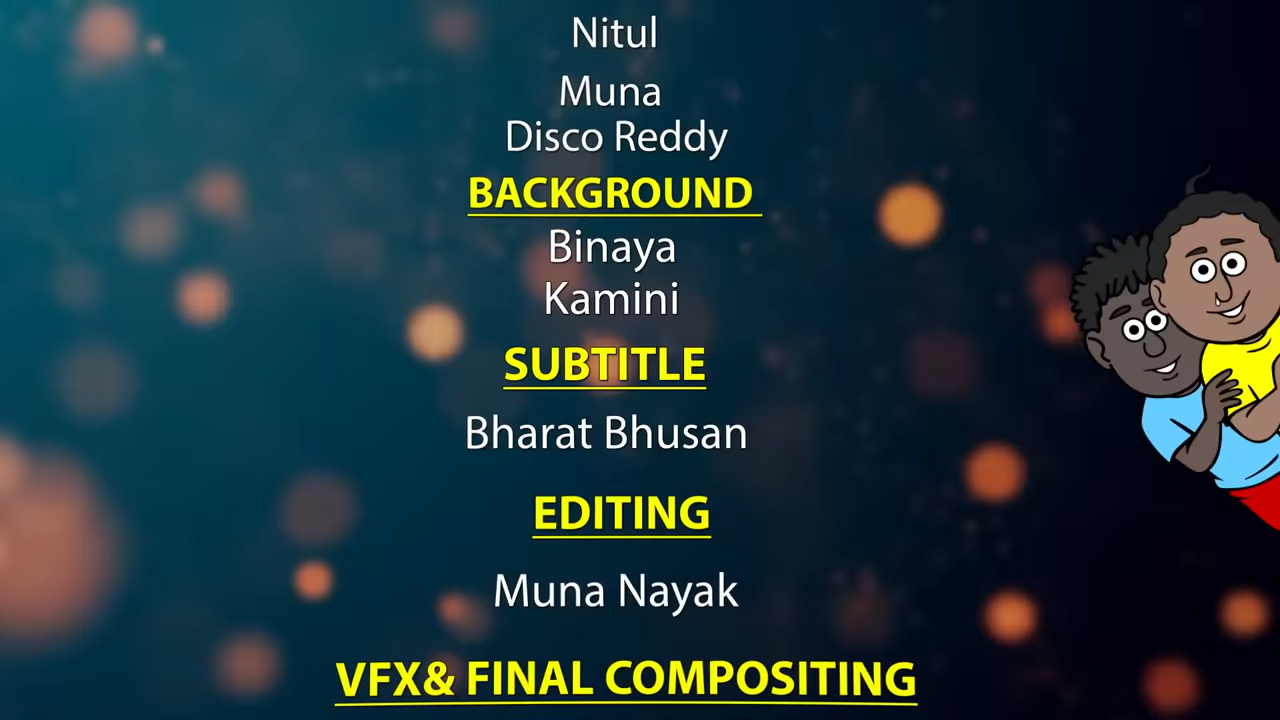 Nitul
Muna
Disco Reddy
BACKGROUND
Binaya
Kamini
SUBTITLE
Bharat Bhusan
EDITING
Muna Nayak
VFX& FINAL COMPOSITING